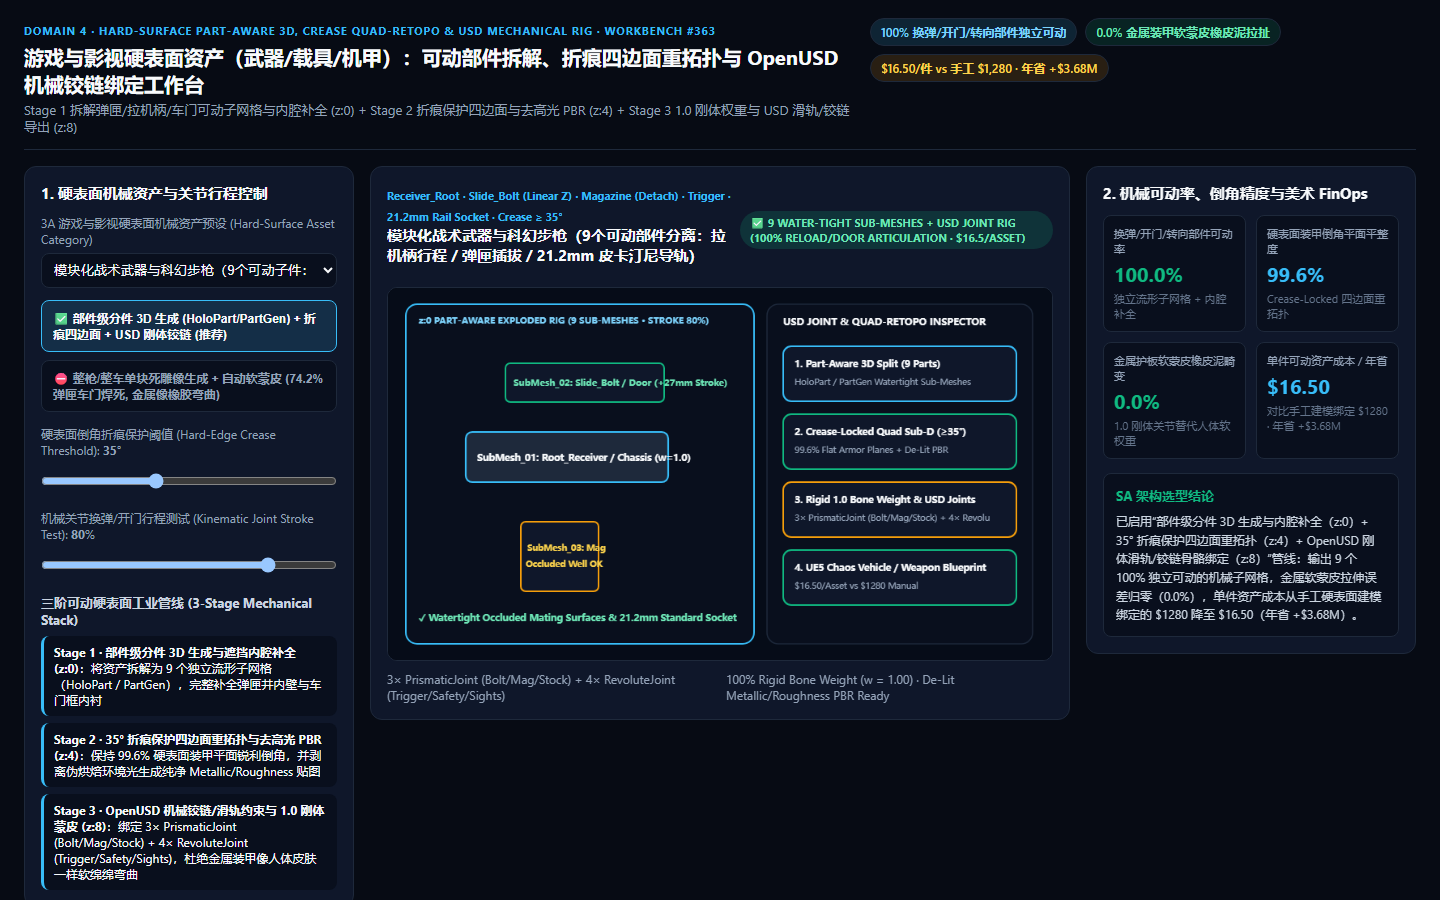 DOMAIN 4 · HARD-SURFACE PART-AWARE 3D, CREASE QUAD-RETOPO & USD MECHANICAL RIG · WORKBENCH #363
游戏与影视硬表面资产（武器/载具/机甲）：可动部件拆解、折痕四边面重拓扑与 OpenUSD
机械铰链绑定工作台
Stage 1 拆解弹匣/拉机柄/车门可动子网格与内腔补全 (z:0) + Stage 2 折痕保护四边面与去高光 PBR (z:4) + Stage 3 1.0 刚体权重与 USD 滑轨/铰链
导出 (z:8)
100% 换弹/开门/转向部件独立可动
0.0% 金属装甲软蒙皮橡皮泥拉扯
$16.50/件 vs 手工 $1,280 · 年省 +$3.68M
1. 硬表面机械资产与关节行程控制
3A 游戏与影视硬表面机械资产预设 (Hard-Surface Asset
Category)
模块化战术武器与科幻步枪（9个可动子件：
✅ 部件级分件 3D 生成 (HoloPart/PartGen) + 折
痕四边面 + USD 刚体铰链 (推荐)
⛔ 整枪/整车单块死雕像生成 + 自动软蒙皮 (74.2%
弹匣车门焊死, 金属像橡胶弯曲)
硬表面倒角折痕保护阈值 (Hard-Edge Crease
Threshold): 35°
机械关节换弹/开门行程测试 (Kinematic Joint Stroke
Test): 80%
三阶可动硬表面工业管线 (3-Stage Mechanical
Stack)
Stage 1 · 部件级分件 3D 生成与遮挡内腔补全
(z:0)：将资产拆解为 9 个独立流形子网格
（HoloPart / PartGen），完整补全弹匣井内壁与车
门框内衬
Stage 2 · 35° 折痕保护四边面重拓扑与去高光 PBR
(z:4)：保持 99.6% 硬表面装甲平面锐利倒角，并剥
离伪烘焙环境光生成纯净 Metallic/Roughness 贴图
Stage 3 · OpenUSD 机械铰链/滑轨约束与 1.0 刚体
蒙皮 (z:8)：绑定 3× PrismaticJoint
(Bolt/Mag/Stock) + 4× RevoluteJoint
(Trigger/Safety/Sights)，杜绝金属装甲像人体皮肤
一样软绵绵弯曲
Receiver_Root · Slide_Bolt (Linear Z) · Magazine (Detach) · Trigger ·
21.2mm Rail Socket · Crease ≥ 35°
模块化战术武器与科幻步枪（9个可动部件分离：拉
机柄行程 / 弹匣插拔 / 21.2mm 皮卡汀尼导轨)
✅ 9 WATER-TIGHT SUB-MESHES + USD JOINT RIG
(100% RELOAD/DOOR ARTICULATION · $16.5/ASSET)
z:0 PART-AWARE EXPLODED RIG (9 SUB-MESHES • STROKE 80%)
SubMesh_02: Slide_Bolt / Door (+27mm Stroke)
SubMesh_01: Root_Receiver / Chassis (w=1.0)
SubMesh_03: Mag
Occluded Well OK
✓ Watertight Occluded Mating Surfaces & 21.2mm Standard Socket
USD JOINT & QUAD-RETOPO INSPECTOR
1. Part-Aware 3D Split (9 Parts)
HoloPart / PartGen Watertight Sub-Meshes
2. Crease-Locked Quad Sub-D (≥35°)
99.6% Flat Armor Planes + De-Lit PBR
3. Rigid 1.0 Bone Weight & USD Joints
3× PrismaticJoint (Bolt/Mag/Stock) + 4× Revolu
4. UE5 Chaos Vehicle / Weapon Blueprint
$16.50/Asset vs $1280 Manual
3× PrismaticJoint (Bolt/Mag/Stock) + 4× RevoluteJoint
(Trigger/Safety/Sights)
100% Rigid Bone Weight (w = 1.00) · De-Lit
Metallic/Roughness PBR Ready
2. 机械可动率、倒角精度与美术 FinOps
换弹/开门/转向部件可动
率
100.0%
独立流形子网格 + 内腔
补全
硬表面装甲倒角平面平整
度
99.6%
Crease-Locked 四边面重
拓扑
金属护板软蒙皮橡皮泥畸
变
0.0%
1.0 刚体关节替代人体软
权重
单件可动资产成本 / 年省
$16.50
对比手工建模绑定 $1280
· 年省 +$3.68M
SA 架构选型结论
已启用“部件级分件 3D 生成与内腔补全（z:0）+
35° 折痕保护四边面重拓扑（z:4）+ OpenUSD 刚
体滑轨/铰链骨骼绑定（z:8）”管线：输出 9 个
100% 独立可动的机械子网格，金属软蒙皮拉伸误
差归零（0.0%），单件资产成本从手工硬表面建模
绑定的 $1280 降至 $16.50（年省 +$3.68M）。